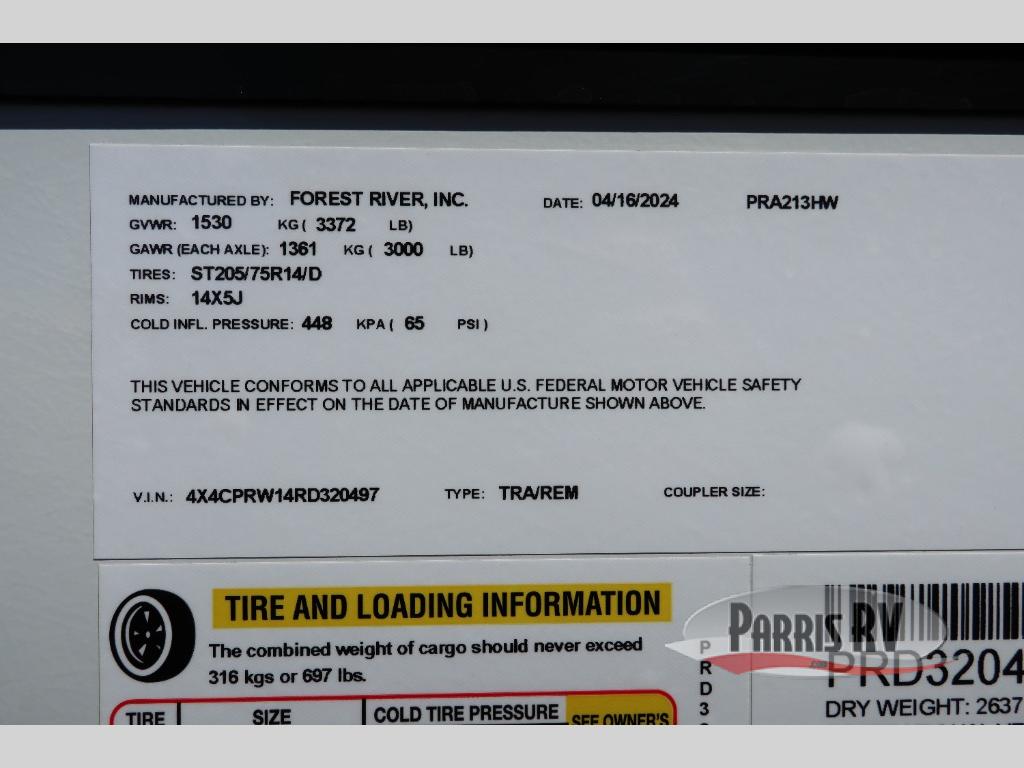 MANUFACTURED BY: FOREST RIVER, INC. DATE: 04/16/2024 PRA213HW
GVWR: 1530 KG ( 3372 LB)
GAWR (EACH AXLE): 1361 KG ( 3000 LB)
TIRES: ST205/75R14/D
RIMS: 14X5J
COLD INFL. PRESSURE: 448 KPA ( 65 PSI )
THIS VEHICLE CONFORMS TO ALL APPLICABLE U.S. FEDERAL MOTOR VEHICLE SAFETY
STANDARDS IN EFFECT ON THE DATE OF MANUFACTURE SHOWN ABOVE.
V.I.N.: 4X4CPRW14RD320497 TYPE: TRA/REM COUPLER SIZE:
TIRE AND LOADING INFORMATION
The combined weight of cargo should never exceed
316 kgs or 697 lbs.
TIRE SIZE COLD TIRE PRESSURE SEE OWNER'S
PRD3
PARRIS RV
.com
PRD3204
DRY WEIGHT: 2637